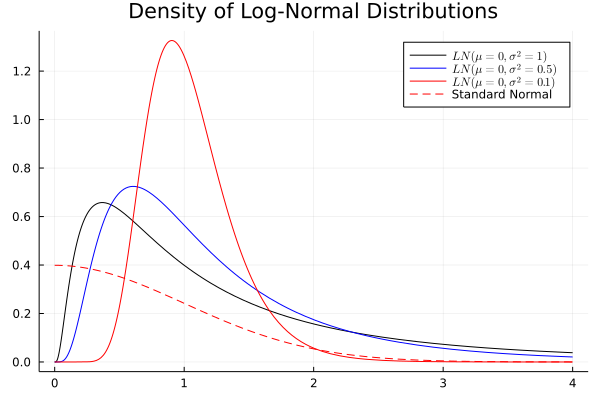 Density of Log-Normal Distributions
LN(μ = 0, σ² = 1)
LN(μ = 0, σ² = 0.5)
LN(μ = 0, σ² = 0.1)
Standard Normal
1.2
1.0
0.8
0.6
0.4
0.2
0.0
0 1 2 3 4